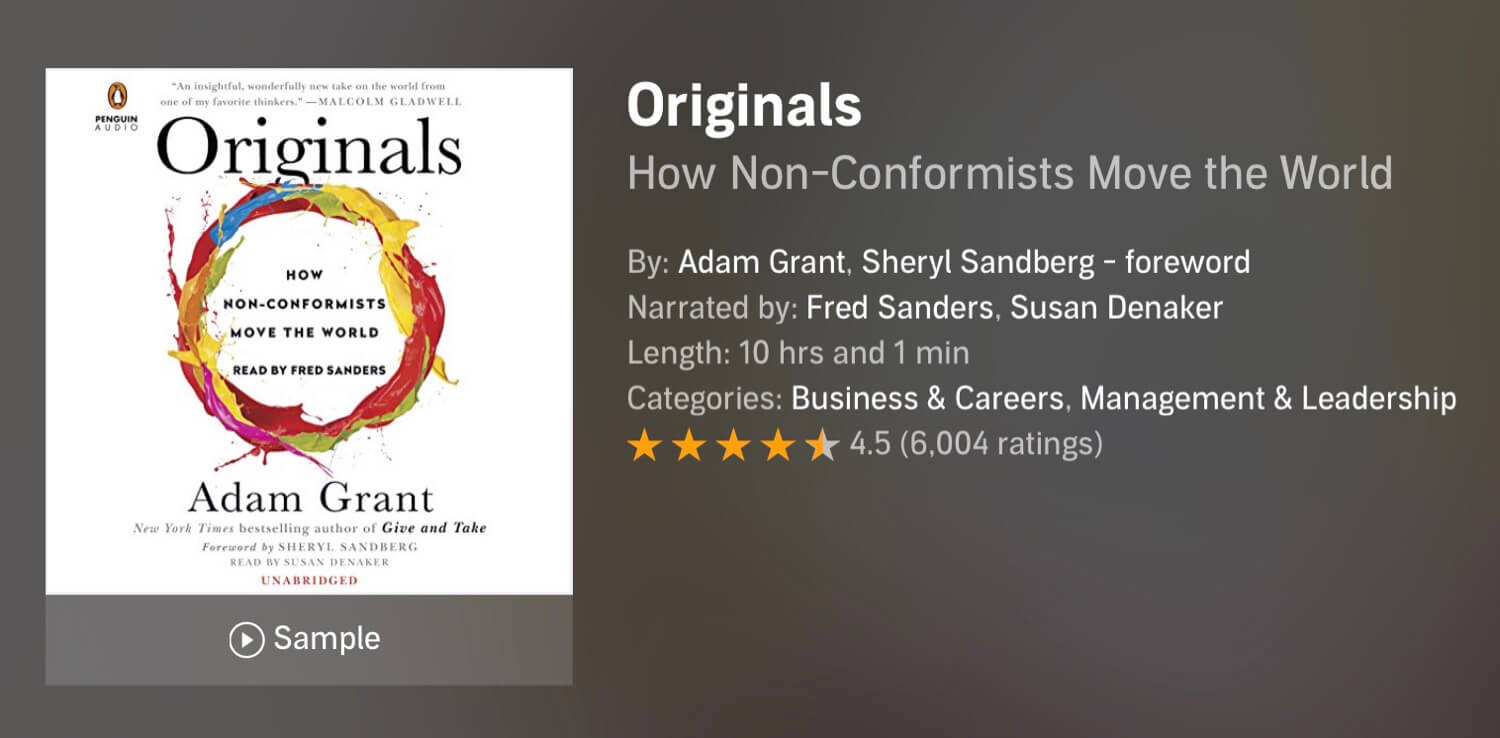 PENGUIN
AUDIO
“An insightful, wonderfully new take on the world from
one of my favorite thinkers.” —MALCOLM GLADWELL
Originals
HOW
NON-CONFORMISTS
MOVE THE WORLD
READ BY FRED SANDERS
Adam Grant
New York Times bestselling author of Give and Take
Foreword by SHERYL SANDBERG
READ BY SUSAN DENAKER
UNABRIDGED
Sample
Originals
How Non-Conformists Move the World
By: Adam Grant, Sheryl Sandberg - foreword
Narrated by: Fred Sanders, Susan Denaker
Length: 10 hrs and 1 min
Categories: Business & Careers, Management & Leadership
4.5 (6,004 ratings)